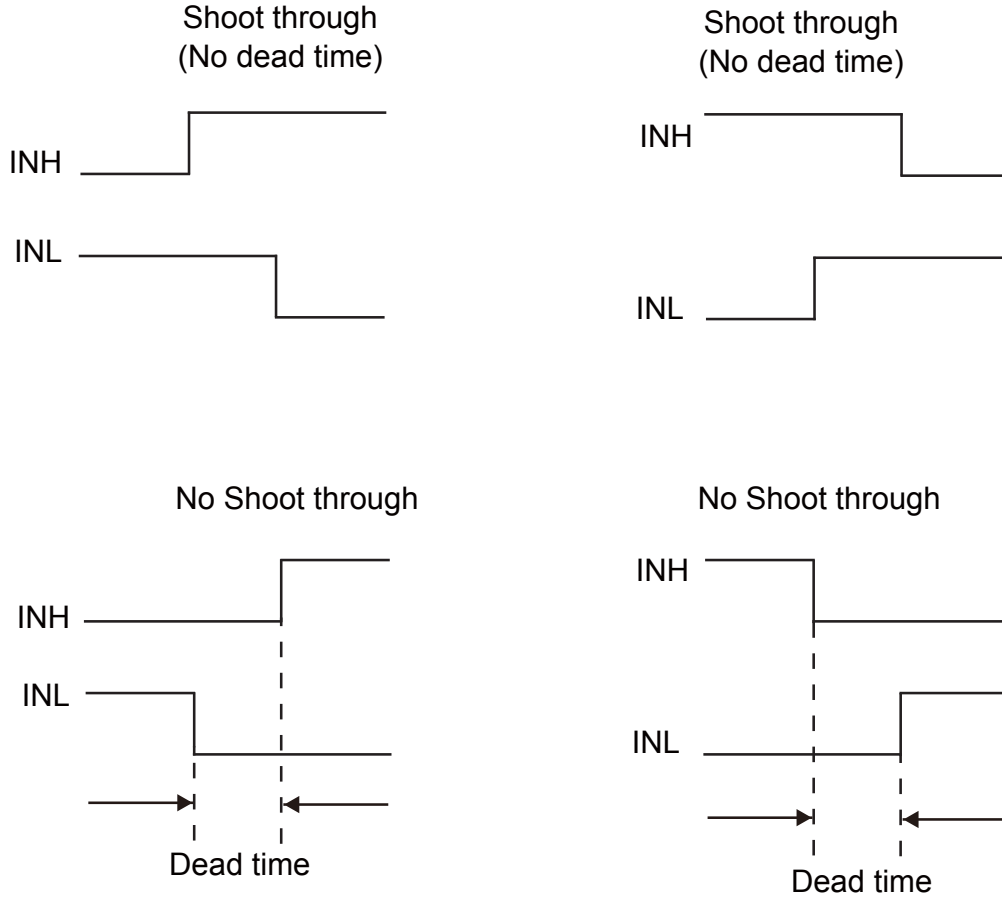 Shoot through
(No dead time)
INH
INL
Shoot through
(No dead time)
INH
INL
No Shoot through
INH
INL
Dead time
No Shoot through
INH
INL
Dead time